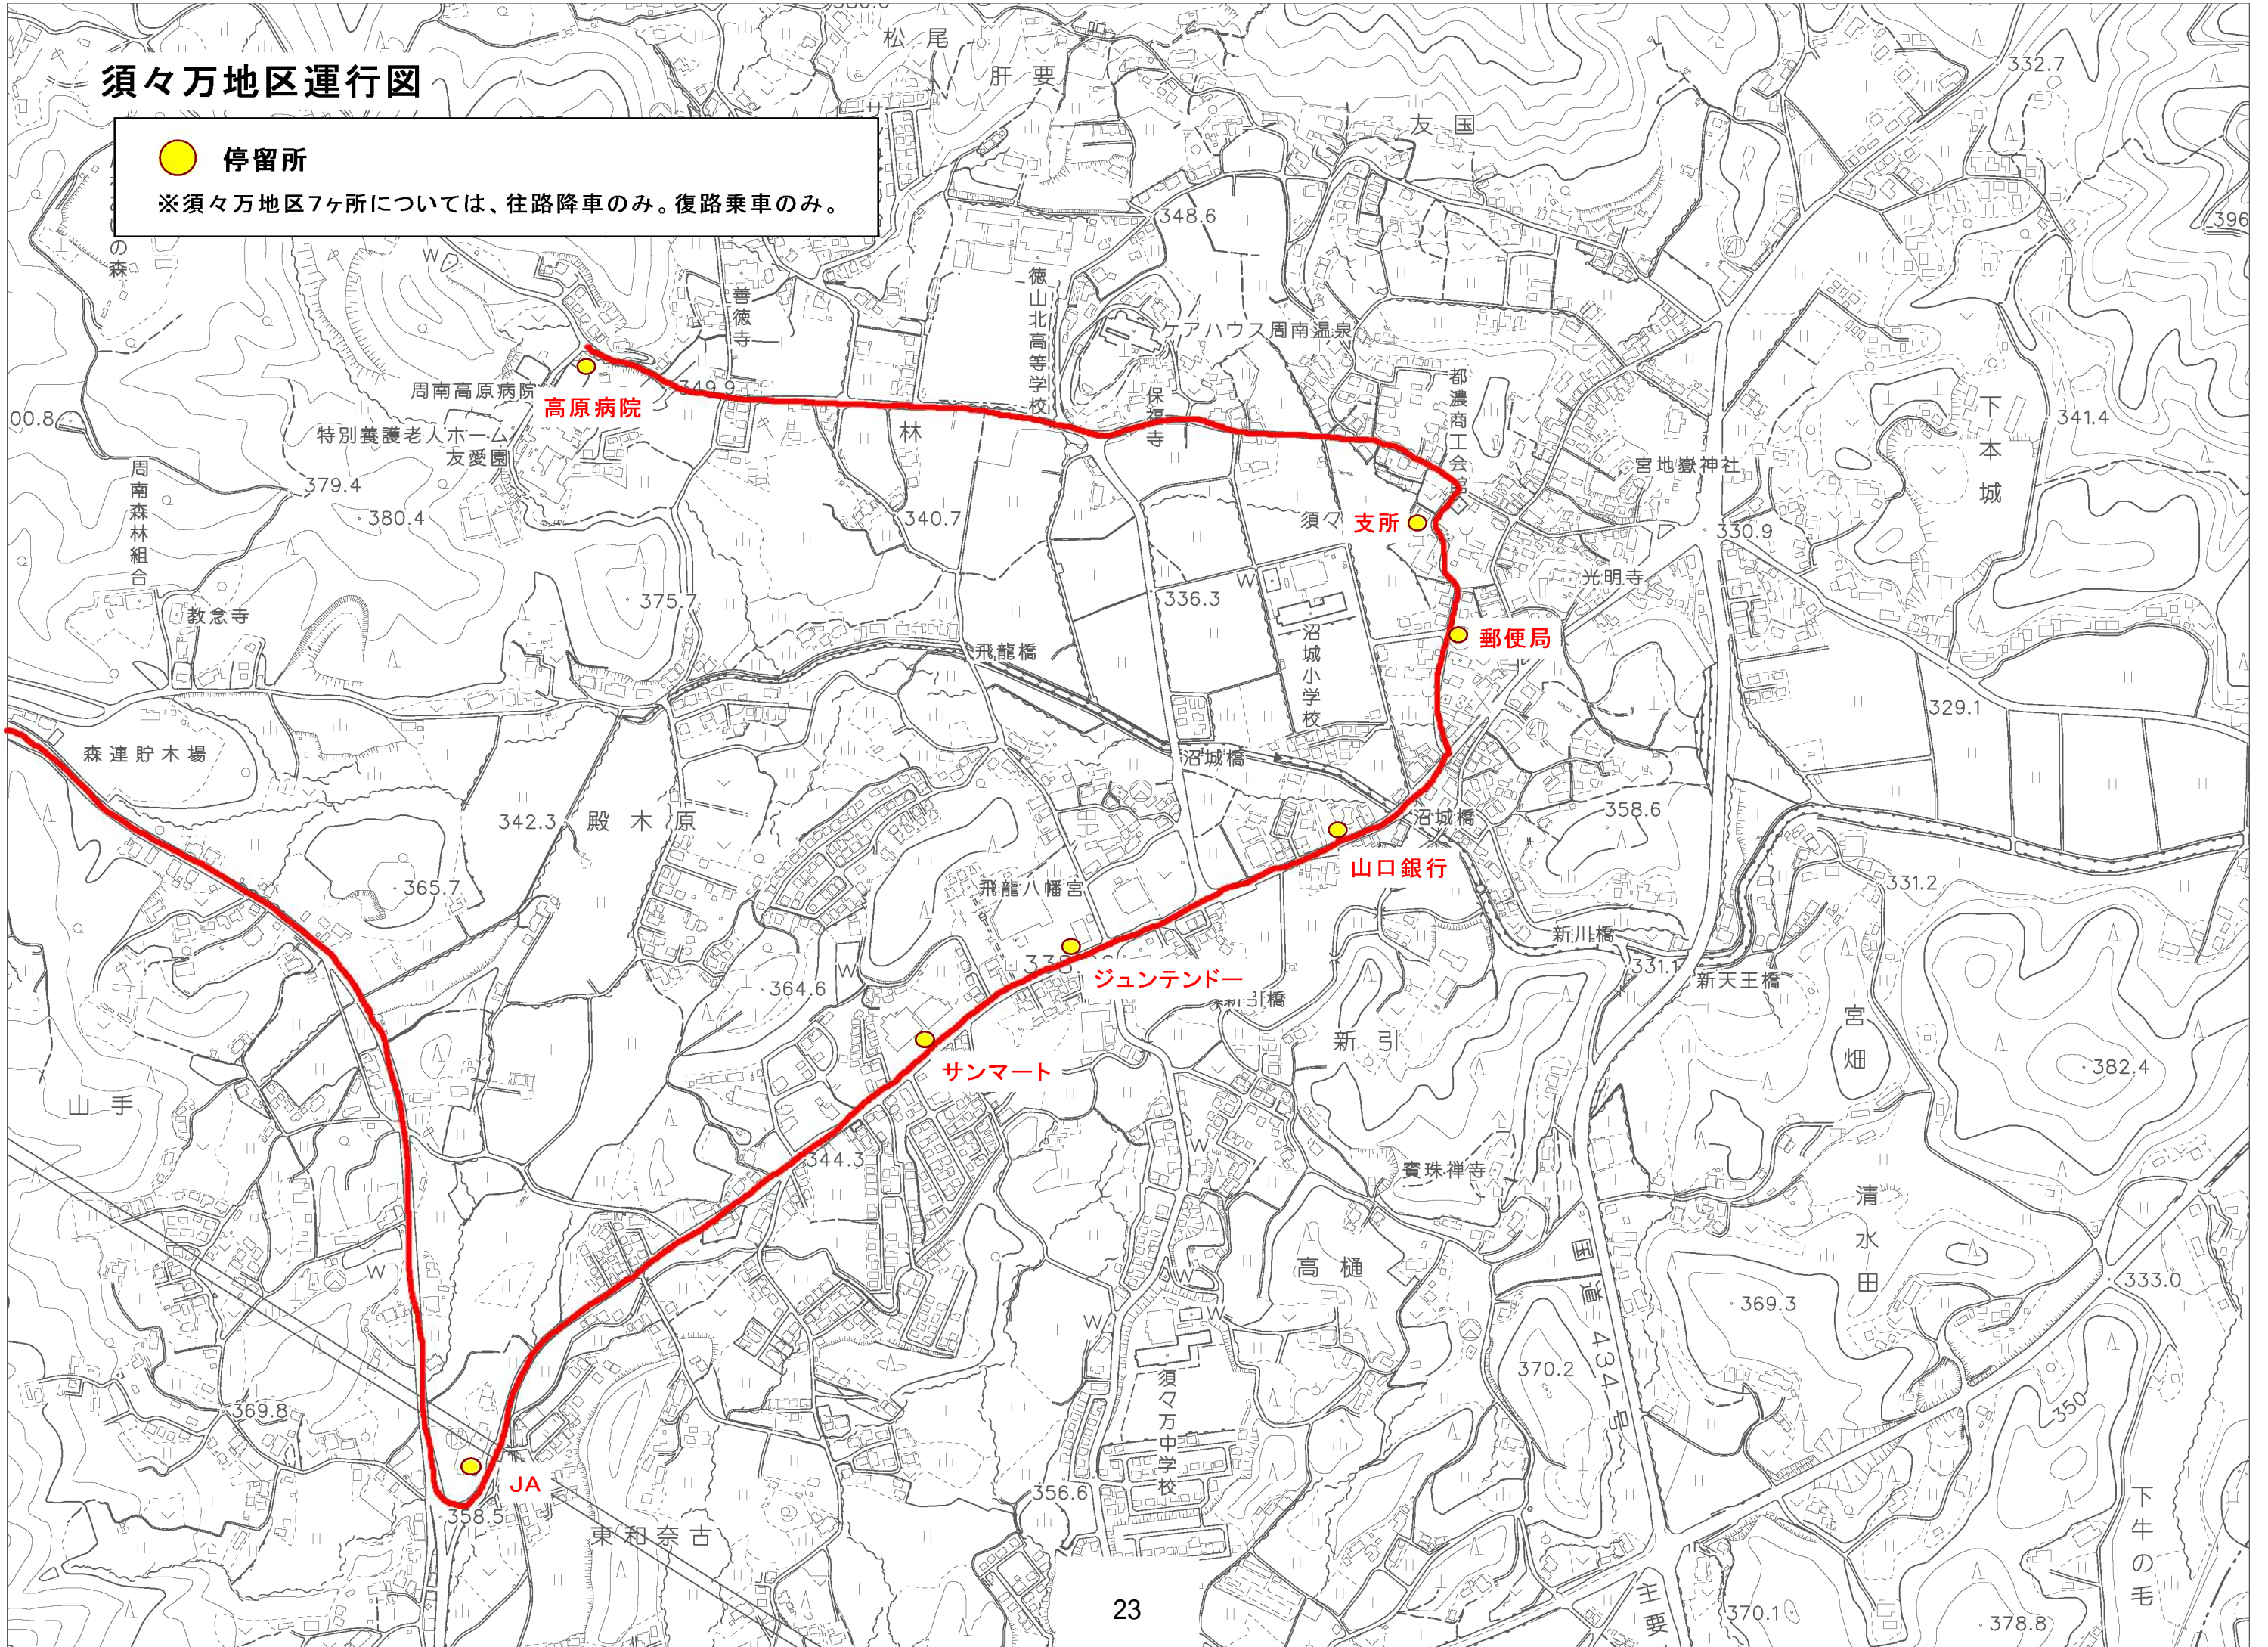 須々万地区運行図
停留所
※須々万地区7ヶ所については、往路降車のみ。復路乗車のみ。
松尾
肝要
友国
332.7
396
348.6
の森
W
善徳寺
徳山北高等学校
ケアハウス周南温泉
周南高原病院
高原病院
349.9
保福寺
都濃商工会館
下本城
341.4
00.8
特別養護老人ホーム
友愛園
林
宮地嶽神社
周南森林組合
379.4
380.4
340.7
須々
支所
330.9
光明寺
W
336.3
375.7
教念寺
沼城小学校
郵便局
飛龍橋
329.1
森連貯木場
沼城橋
342.3
殿木原
沼城橋
358.6
365.7
飛龍八幡宮
山口銀行
331.2
新川橋
338
331.1
新天王橋
W
364.6
ジュンテンドー
新引橋
宮畑
新引
サンマート
382.4
山手
344.3
W
賓珠禅寺
清水田
国道434号
高樋
W
W
W
W
369.3
333.0
370.2
須々万中学校
369.8
350
JA
358.5
356.6
東和奈古
下牛の毛
23
主要
370.1
378.8